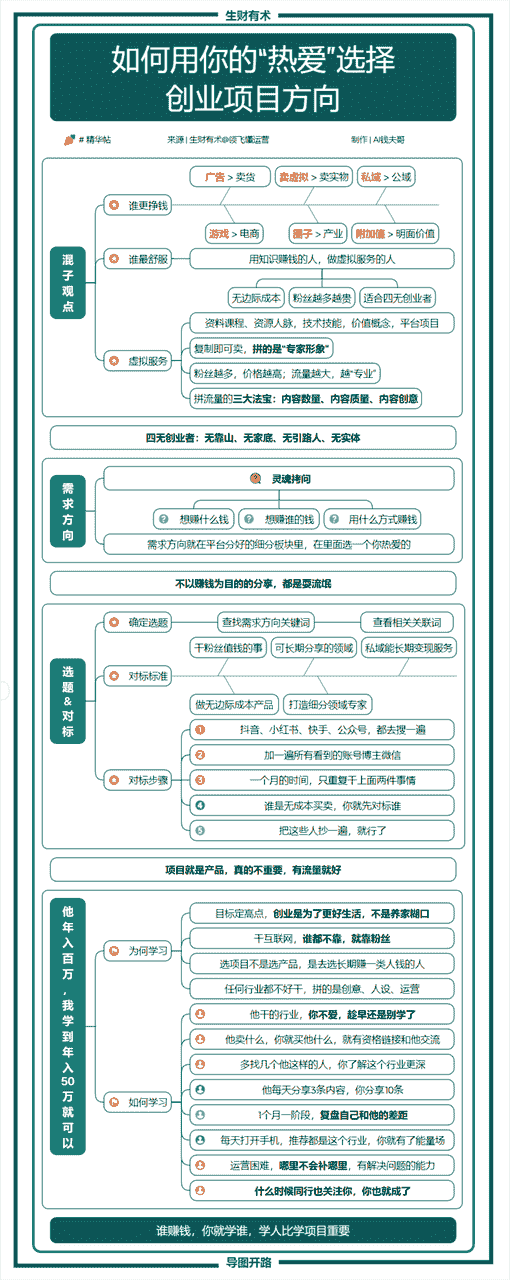 生财有术
如何用你的“热爱”选择
创业项目方向
# 精华帖
来源 | 生财有术@饭飞懂运营
制作 | AI钱夫哥
混子观点
谁更挣钱
广告 > 卖货
卖虚拟 > 卖实物
私域 > 公域
游戏 > 电商
圈子 > 产业
附加值 > 明面价值
谁最舒服
用知识赚钱的人，做虚拟服务的人
无边际成本
粉丝越多越贵
适合四无创业者
虚拟服务
资料课程、资源人脉，技术技能，价值概念，平台项目
复制即可卖，拼的是“专家形象”
粉丝越多，价格越高；流量越大，越“专业”
拼流量的三大法宝：内容数量、内容质量、内容创意
四无创业者：无靠山、无家底、无引路人、无实体
需求方向
灵魂拷问
想赚什么钱
想赚谁的钱
用什么方式赚钱
需求方向就在平台分好的细分板块里，在里面选一个你热爱的
不以赚钱为目的的分享，都是耍流氓
选题&对标
确定选题
查找需求方向关键词
查看相关关联词
对标标准
干粉丝值钱的事
可长期分享的领域
私域能长期变现服务
做无边际成本产品
打造细分领域专家
对标步骤
1 抖音、小红书、快手、公众号，都去搜一遍
2 加一遍所有看到的账号博主微信
3 一个月的时间，只重复干上面两件事情
4 谁是无成本买卖，你就先对标谁
5 把这些人抄一遍，就行了
项目就是产品，真的不重要，有流量就好
他年入百万，我学到年入50万就可以
为何学习
目标定高点，创业是为了更好生活，不是养家糊口
干互联网，谁都不靠，就靠粉丝
选项目不是选产品，是去选长期赚一类人钱的人
任何行业都不好干，拼的是创意、人设、运营
如何学习
他干的行业，你不爱，趁早还是别学了
他卖什么，你就买他什么，就有资格链接和他交流
多找几个他这样的人，你了解这个行业更深
他每天分享3条内容，你分享10条
1个月一阶段，复盘自己和他的差距
每天打开手机，推荐都是这个行业，你就有了能量场
运营困难，哪里不会补哪里，有解决问题的能力
什么时候同行也关注你，你也就成了
谁赚钱，你就学谁，学人比学项目重要
导图开路